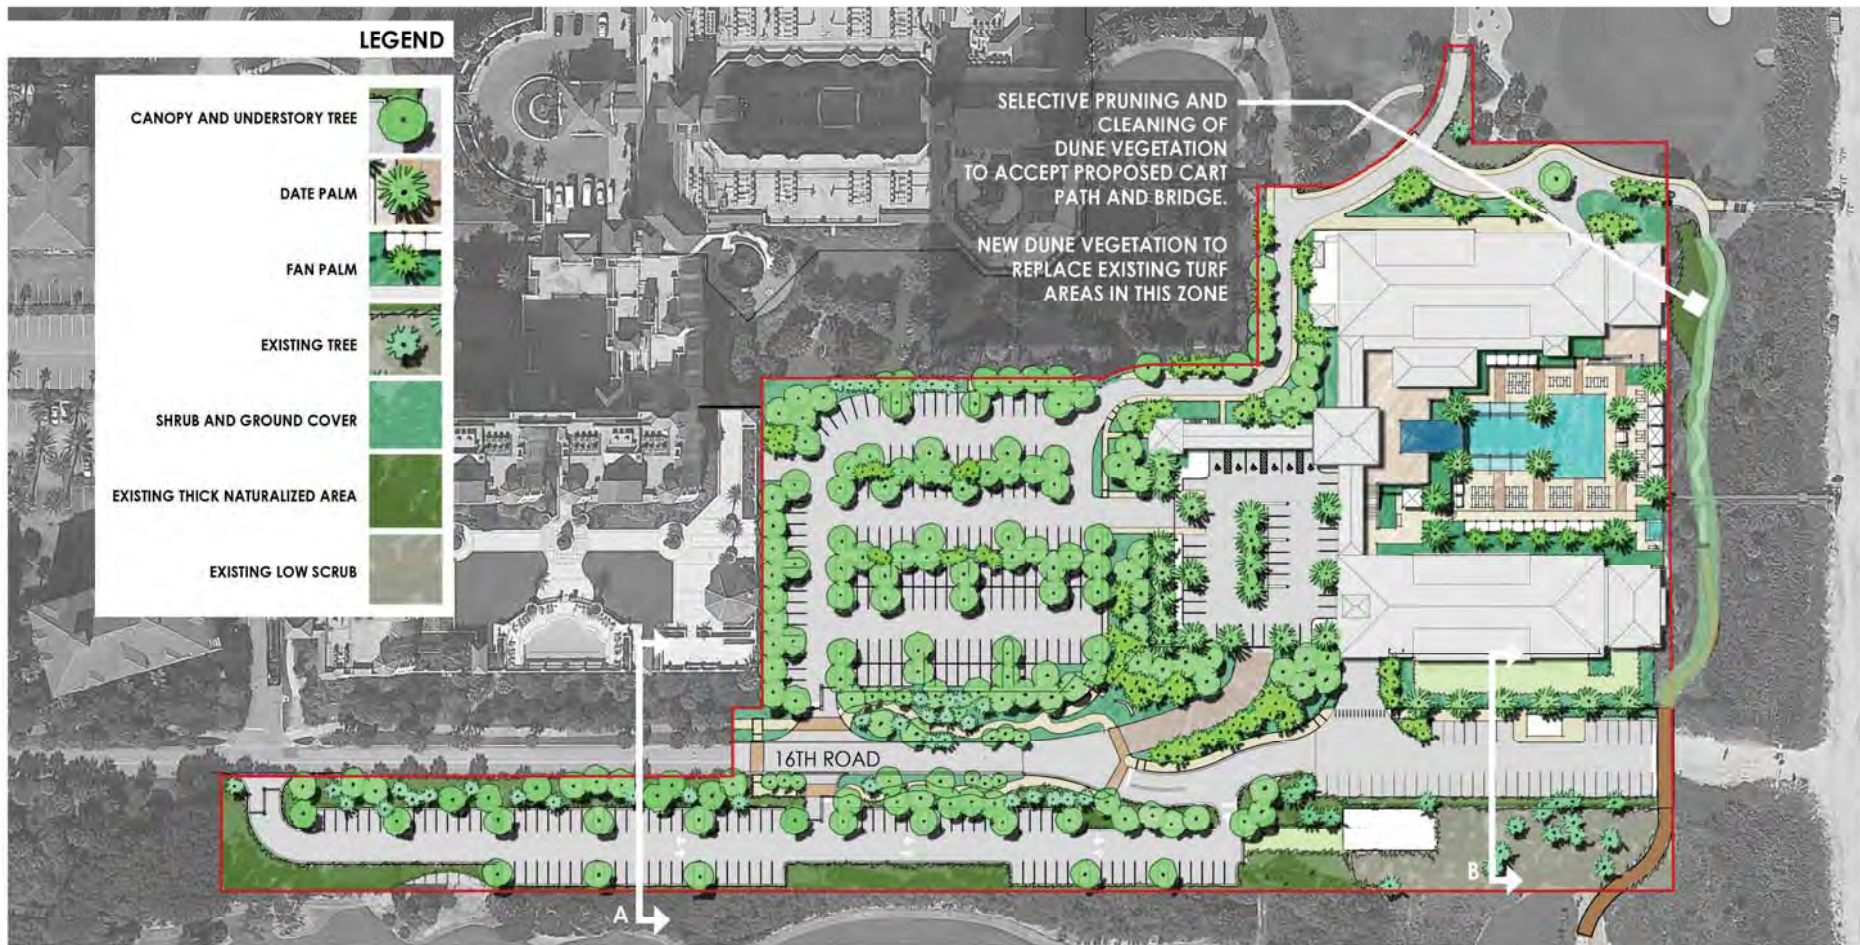 LEGEND
CANOPY AND UNDERSTORY TREE
DATE PALM
FAN PALM
EXISTING TREE
SHRUB AND GROUND COVER
EXISTING THICK NATURALIZED AREA
EXISTING LOW SCRUB
SELECTIVE PRUNING AND
CLEANING OF
DUNE VEGETATION
TO ACCEPT PROPOSED CART
PATH AND BRIDGE.
NEW DUNE VEGETATION TO
REPLACE EXISTING TURF
AREAS IN THIS ZONE
16TH ROAD
A
B